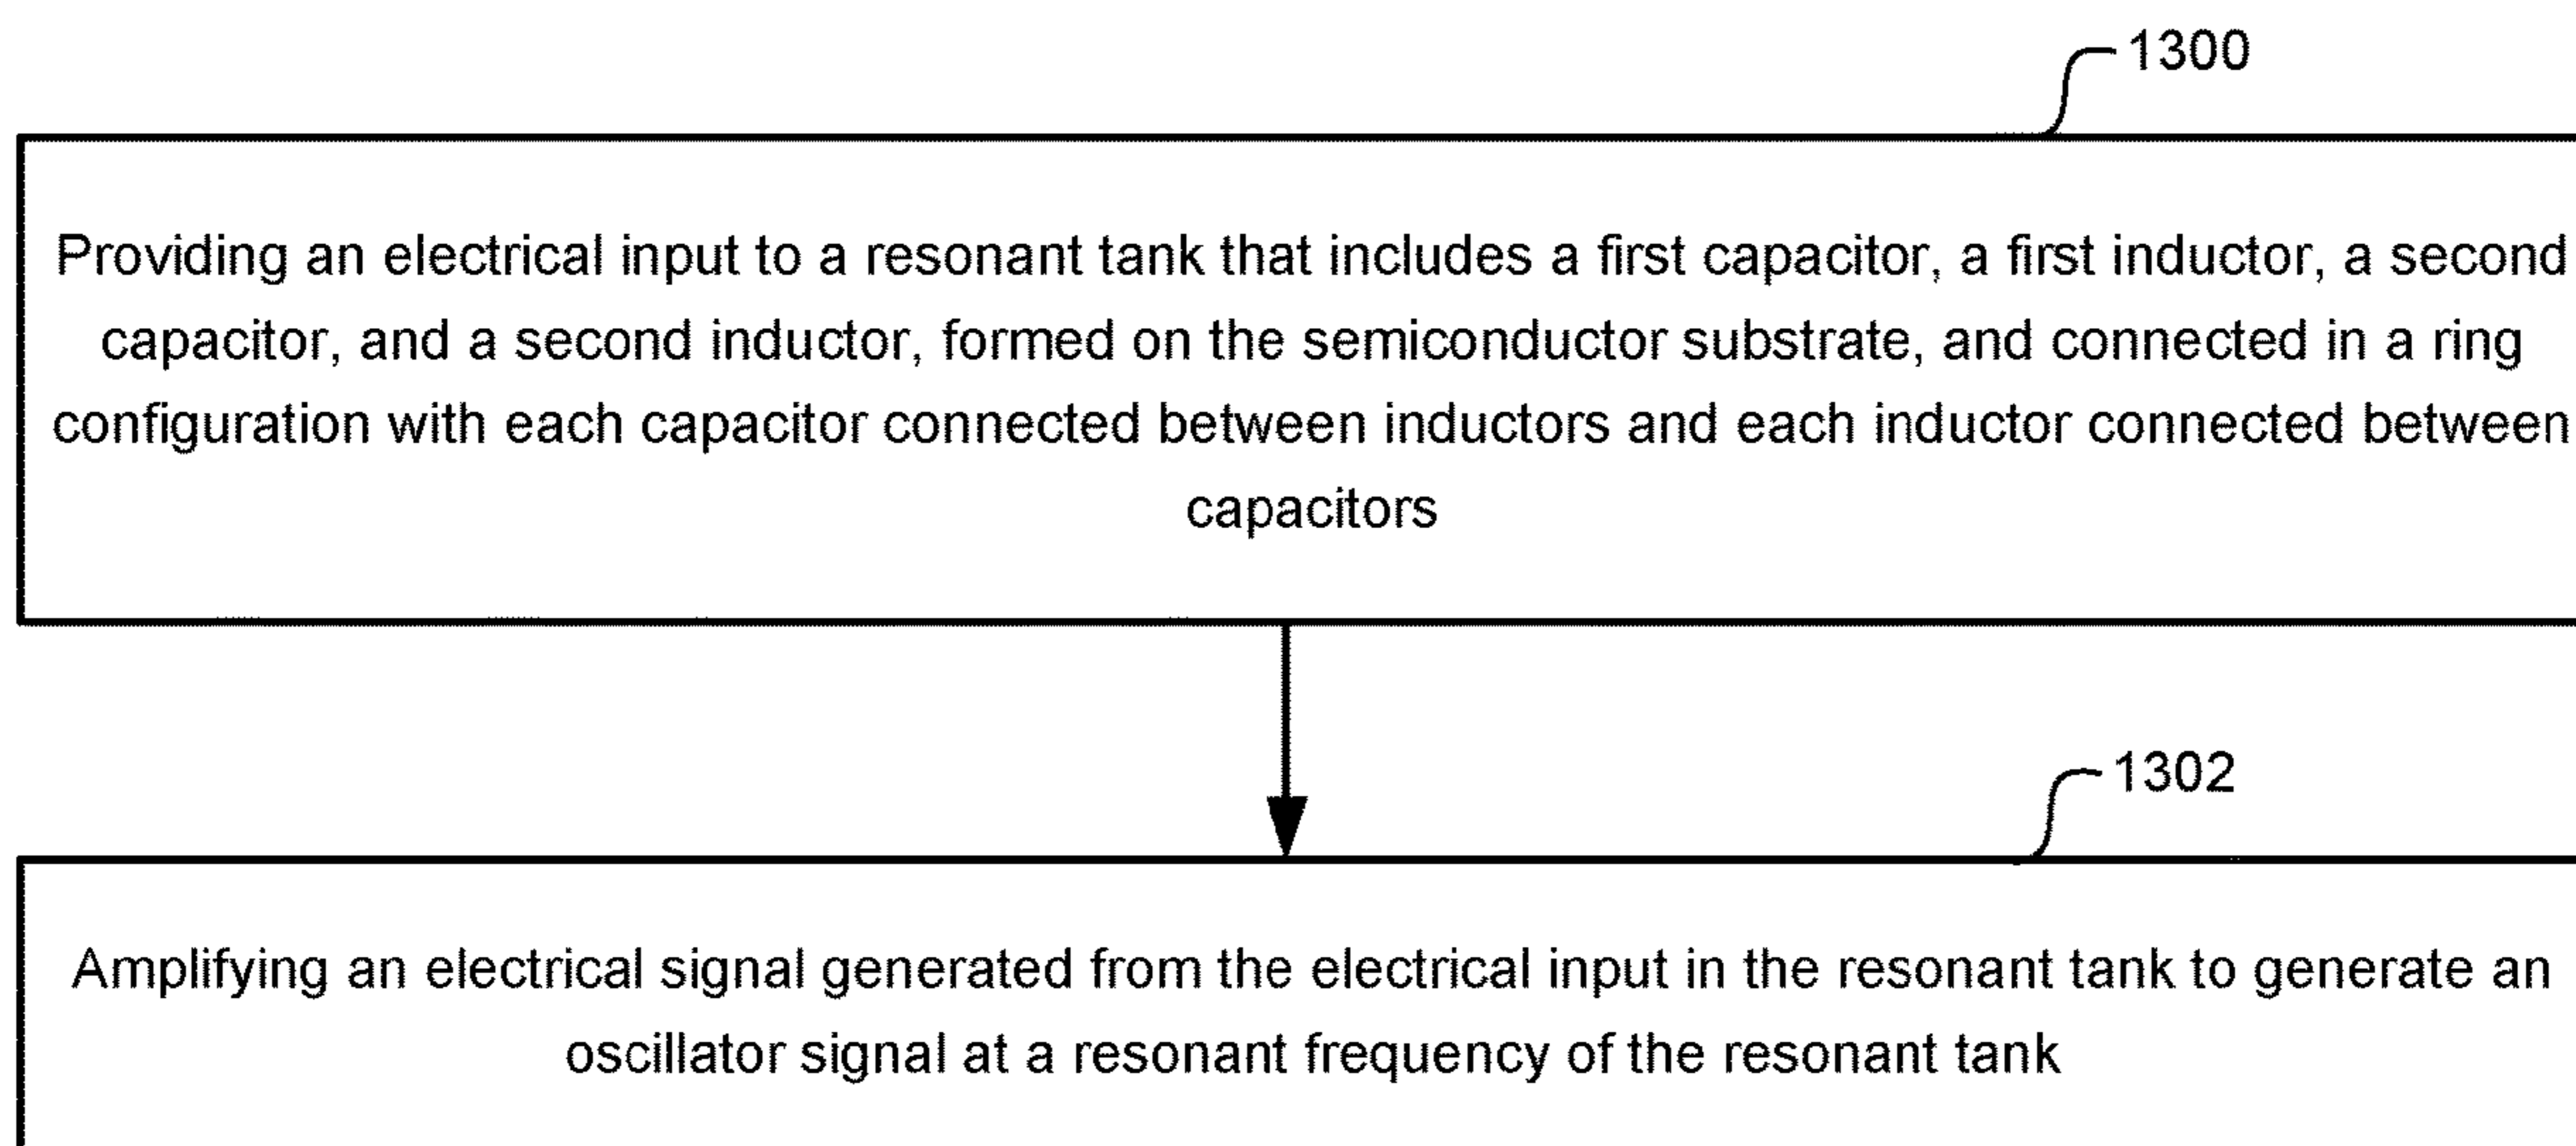 1300
Providing an electrical input to a resonant tank that includes a first capacitor, a first inductor, a second
capacitor, and a second inductor, formed on the semiconductor substrate, and connected in a ring
configuration with each capacitor connected between inductors and each inductor connected between
capacitors
1302
Amplifying an electrical signal generated from the electrical input in the resonant tank to generate an
oscillator signal at a resonant frequency of the resonant tank